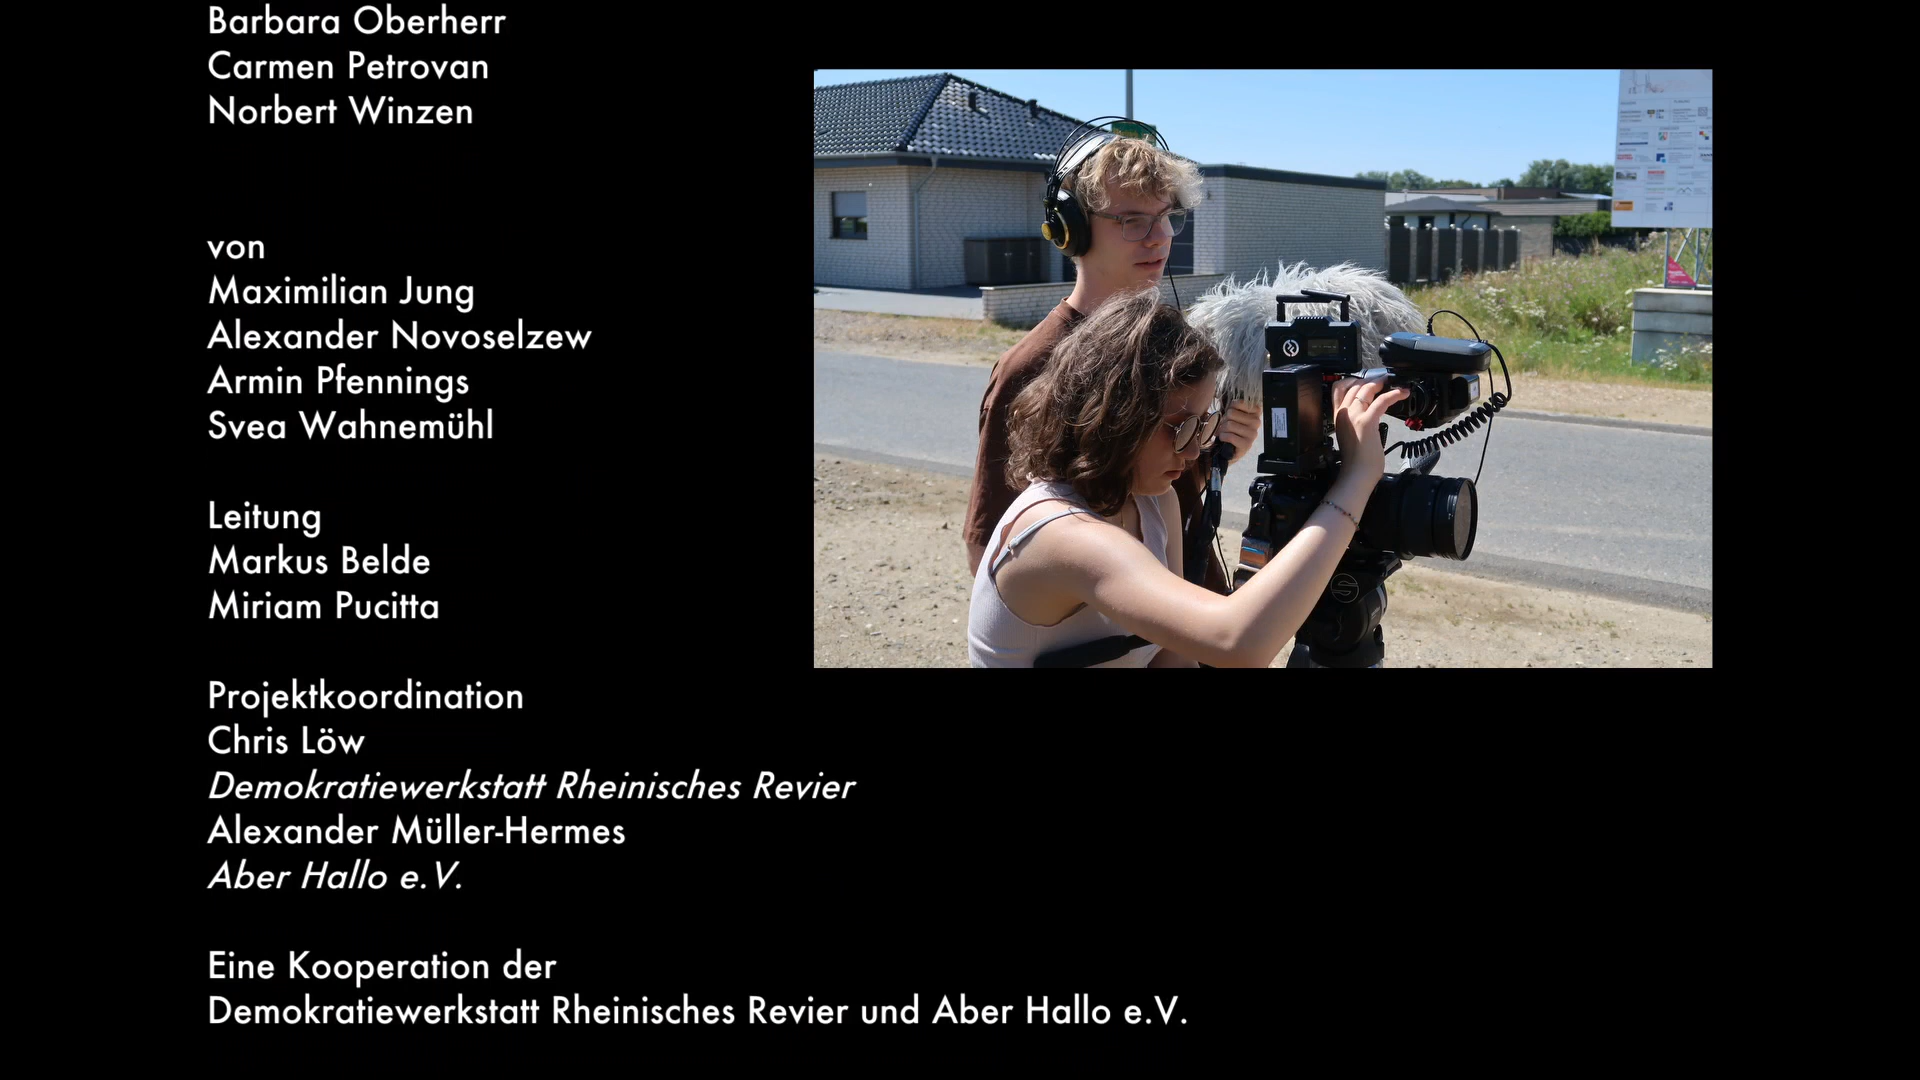 Barbara Oberherr
Carmen Petrovan
Norbert Winzen
von
Maximilian Jung
Alexander Novoselzew
Armin Pfennings
Svea Wahnemühl
Leitung
Markus Belde
Miriam Pucitta
Projektkoordination
Chris Löw
Demokratiewerkstatt Rheinisches Revier
Alexander Müller-Hermes
Aber Hallo e.V.
Eine Kooperation der
Demokratiewerkstatt Rheinisches Revier und Aber Hallo e.V.